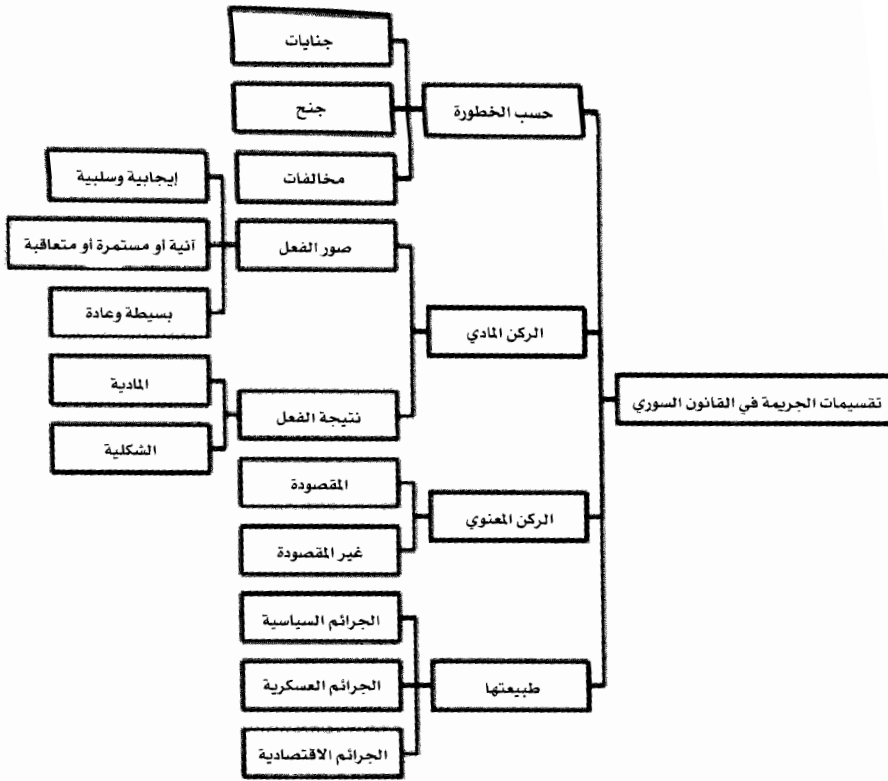 تقسيمات الجريمة في القانون السوري
حسب الخطورة
جنايات
جنح
مخالفات
الركن المادي
صور الفعل
إيجابية وسلبية
آنية أو مستمرة أو متعاقبة
بسيطة وعادة
نتيجة الفعل
المادية
الشكلية
الركن المعنوي
المقصودة
غير المقصودة
طبيعتها
الجرائم السياسية
الجرائم العسكرية
الجرائم الاقتصادية